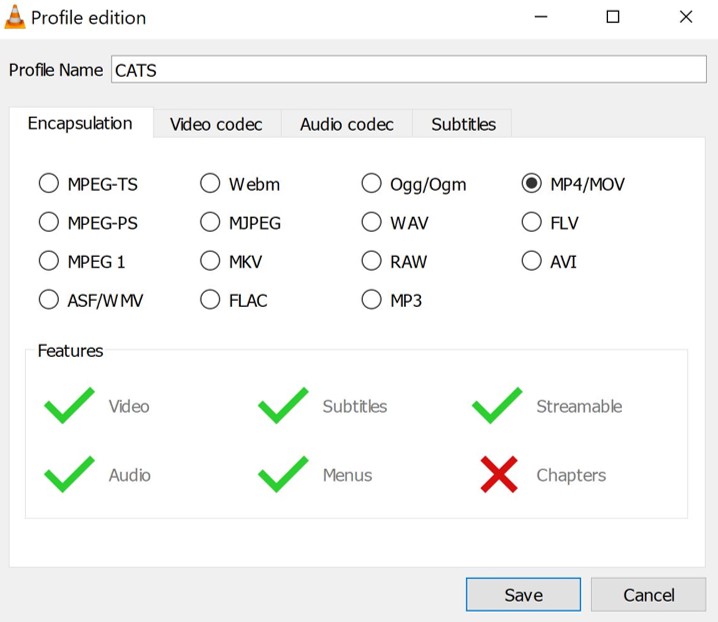 Profile edition
Profile Name CATS
Encapsulation Video codec Audio codec Subtitles
MPEG-TS Webm Ogg/Ogm MP4/MOV
MPEG-PS MJPEG WAV FLV
MPEG 1 MKV RAW AVI
ASF/WMV FLAC MP3
Features
Video Subtitles Streamable
Audio Menus Chapters
Save Cancel